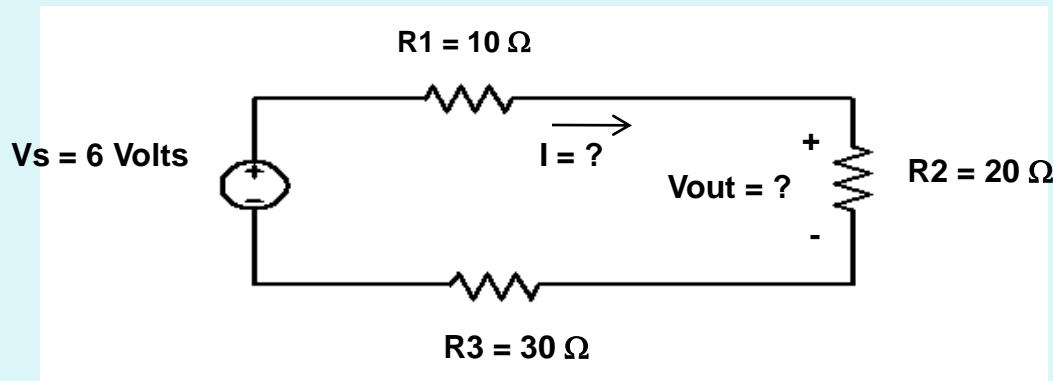 R1 = 10 Ω
Vs = 6 Volts
+
-
I = ?
Vout = ?
+
-
R2 = 20 Ω
R3 = 30 Ω